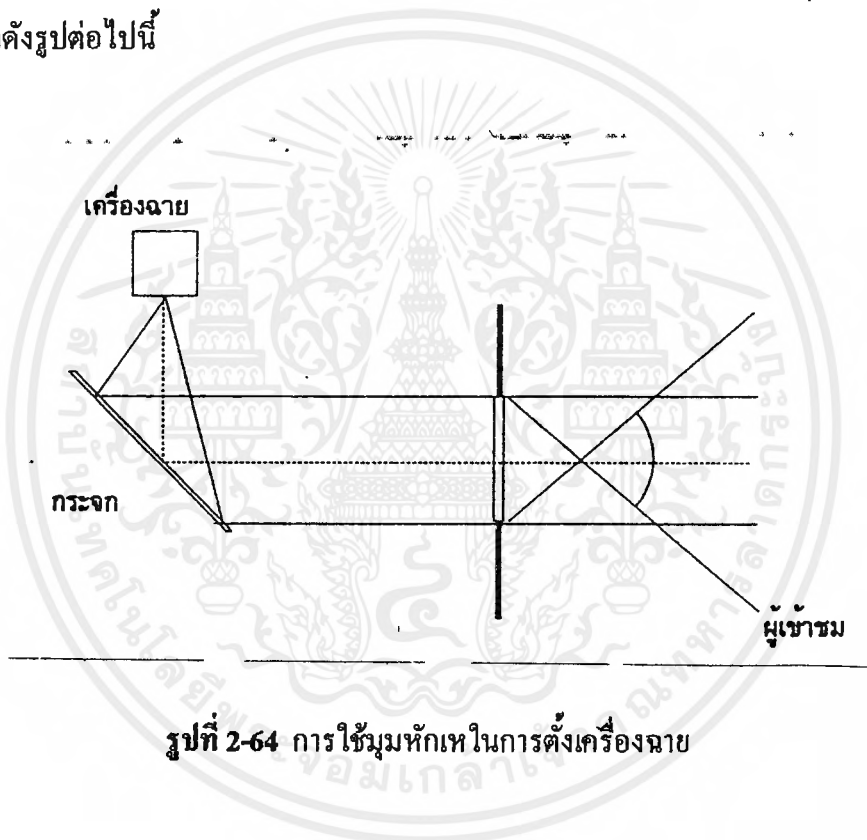 ดังรูปต่อไปนี้
เครื่องฉาย
กระจก
ผู้เข้าชม
รูปที่ 2-64 การใช้มุมหักเหในการตั้งเครื่องฉาย